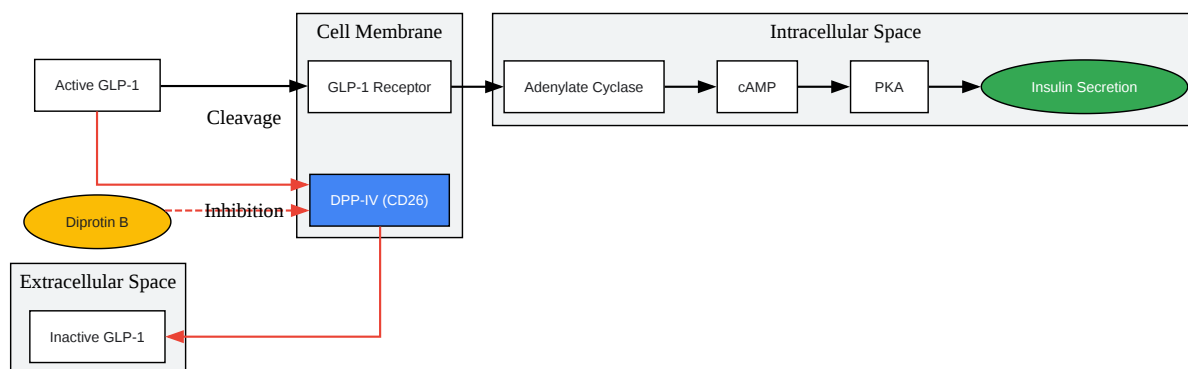 Cell Membrane
Intracellular Space
Active GLP-1
GLP-1 Receptor
Adenylate Cyclase
cAMP
PKA
Insulin Secretion
Cleavage
DPP-IV (CD26)
Diprotin B
Inhibition
Extracellular Space
Inactive GLP-1